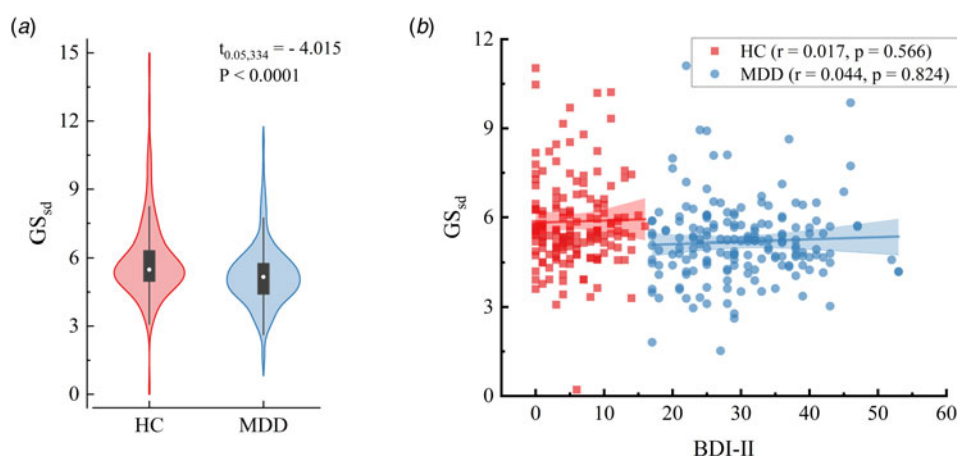 (a)
t0.05,334 = - 4.015
P < 0.0001
15
12
9
6
3
0
GSsd
HC MDD
(b)
HC (r = 0.017, p = 0.566)
MDD (r = 0.044, p = 0.824)
12
9
6
3
0
GSsd
0 10 20 30 40 50 60
BDI-II